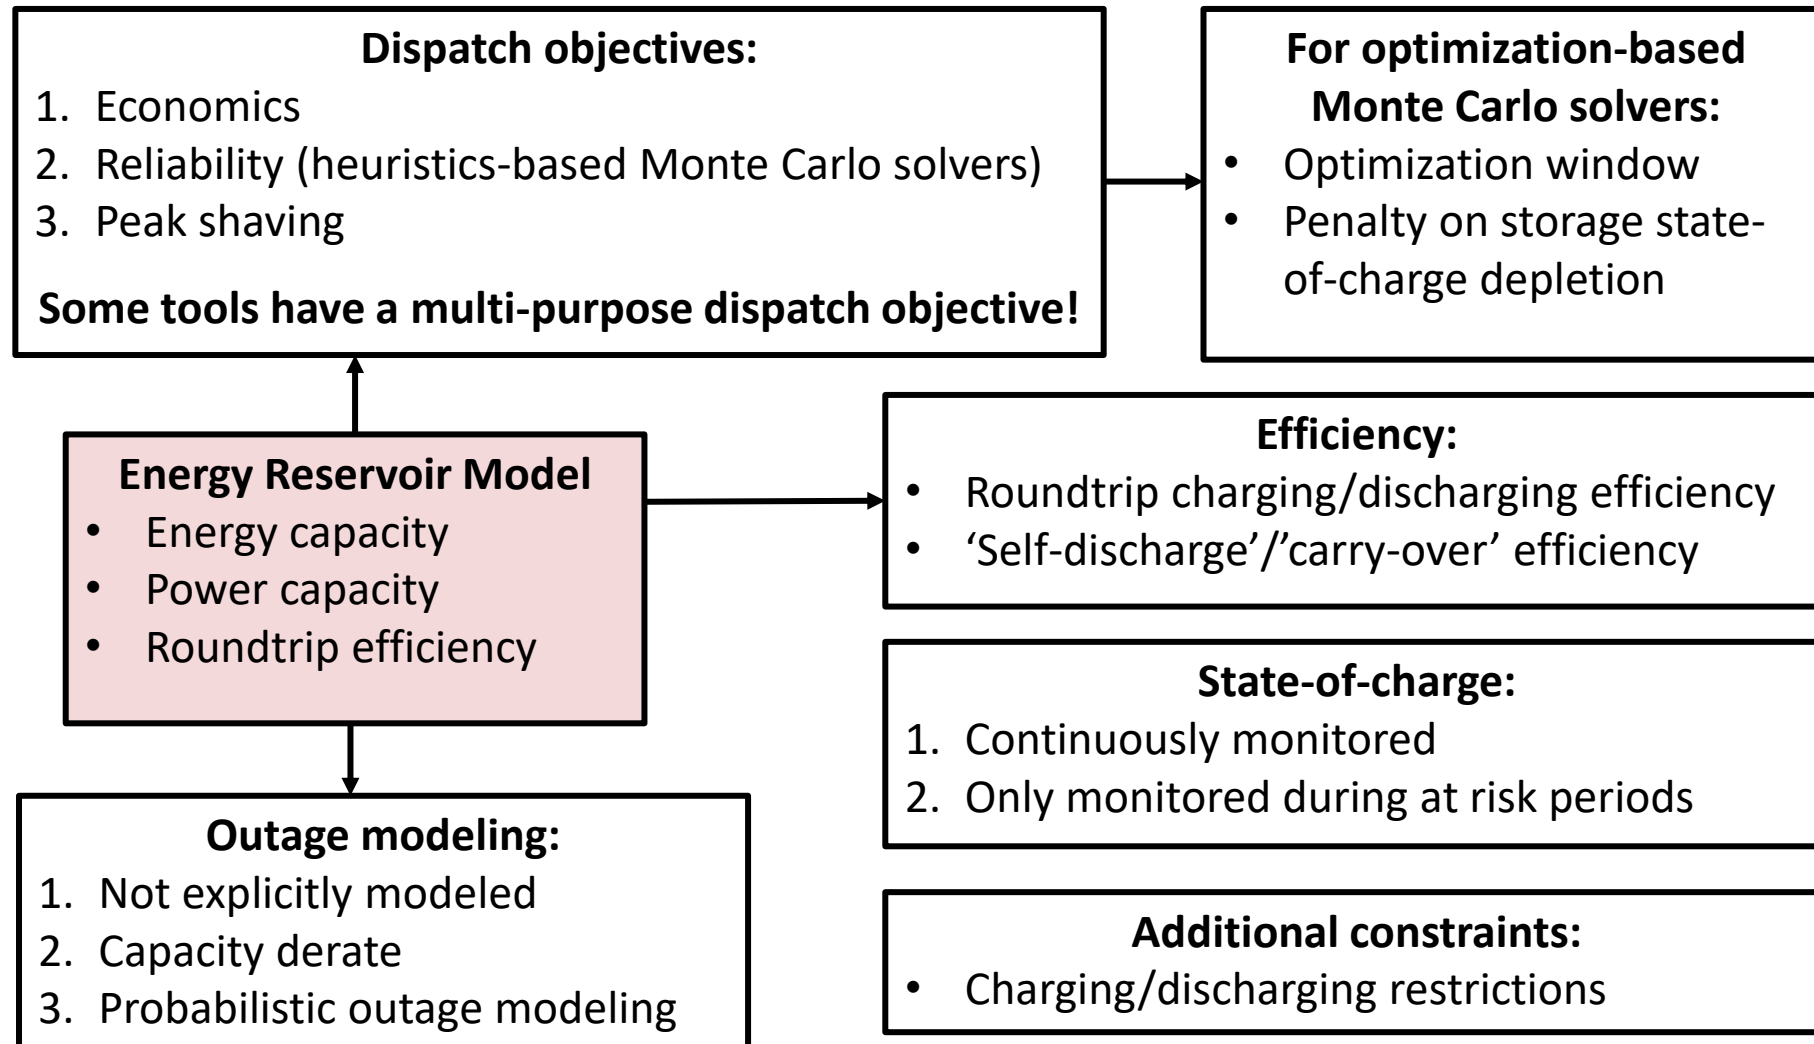 Dispatch objectives:
1. Economics
2. Reliability (heuristics-based Monte Carlo solvers)
3. Peak shaving
Some tools have a multi-purpose dispatch objective!
For optimization-based
Monte Carlo solvers:
• Optimization window
• Penalty on storage state-
of-charge depletion
Energy Reservoir Model
• Energy capacity
• Power capacity
• Roundtrip efficiency
Efficiency:
• Roundtrip charging/discharging efficiency
• ‘Self-discharge’/’carry-over’ efficiency
State-of-charge:
1. Continuously monitored
2. Only monitored during at risk periods
Outage modeling:
1. Not explicitly modeled
2. Capacity derate
3. Probabilistic outage modeling
Additional constraints:
• Charging/discharging restrictions